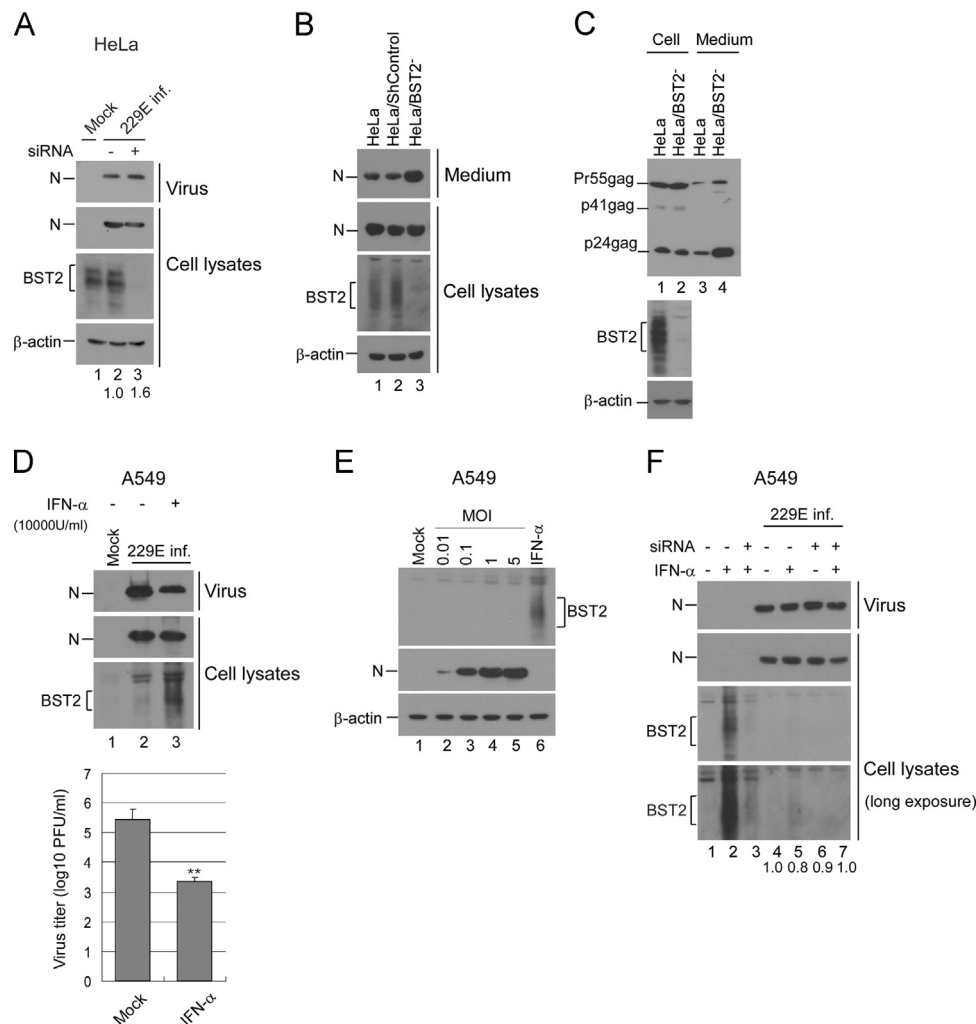 A
HeLa
Mock
229E inf.
siRNA - +
N
Virus
N
BST2
Cell lysates
β-actin
1 2 3
1.0 1.6
B
HeLa
HeLa/ShControl
HeLa/BST2-
N
Medium
N
BST2
Cell lysates
β-actin
1 2 3
C
Cell Medium
HeLa
HeLa/BST2-
HeLa
HeLa/BST2-
Pr55gag
p41gag
p24gag
1 2 3 4
BST2
β-actin
D
A549
IFN-α - - +
(10000U/ml)
Mock
229E inf.
N
Virus
N
Cell lysates
BST2
1 2 3
Virus titer (log10 PFU/ml)
7
6
5
4
3
2
1
0
**
Mock
IFN-α
E
A549
MOI
Mock
0.01
0.1
1
5
IFN-α
BST2
N
β-actin
1 2 3 4 5 6
F
A549
229E inf.
siRNA - - + - - + +
IFN-α - + + - + - +
N
Virus
N
BST2
Cell lysates
(long exposure)
BST2
1 2 3 4 5 6 7
1.0 0.8 0.9 1.0